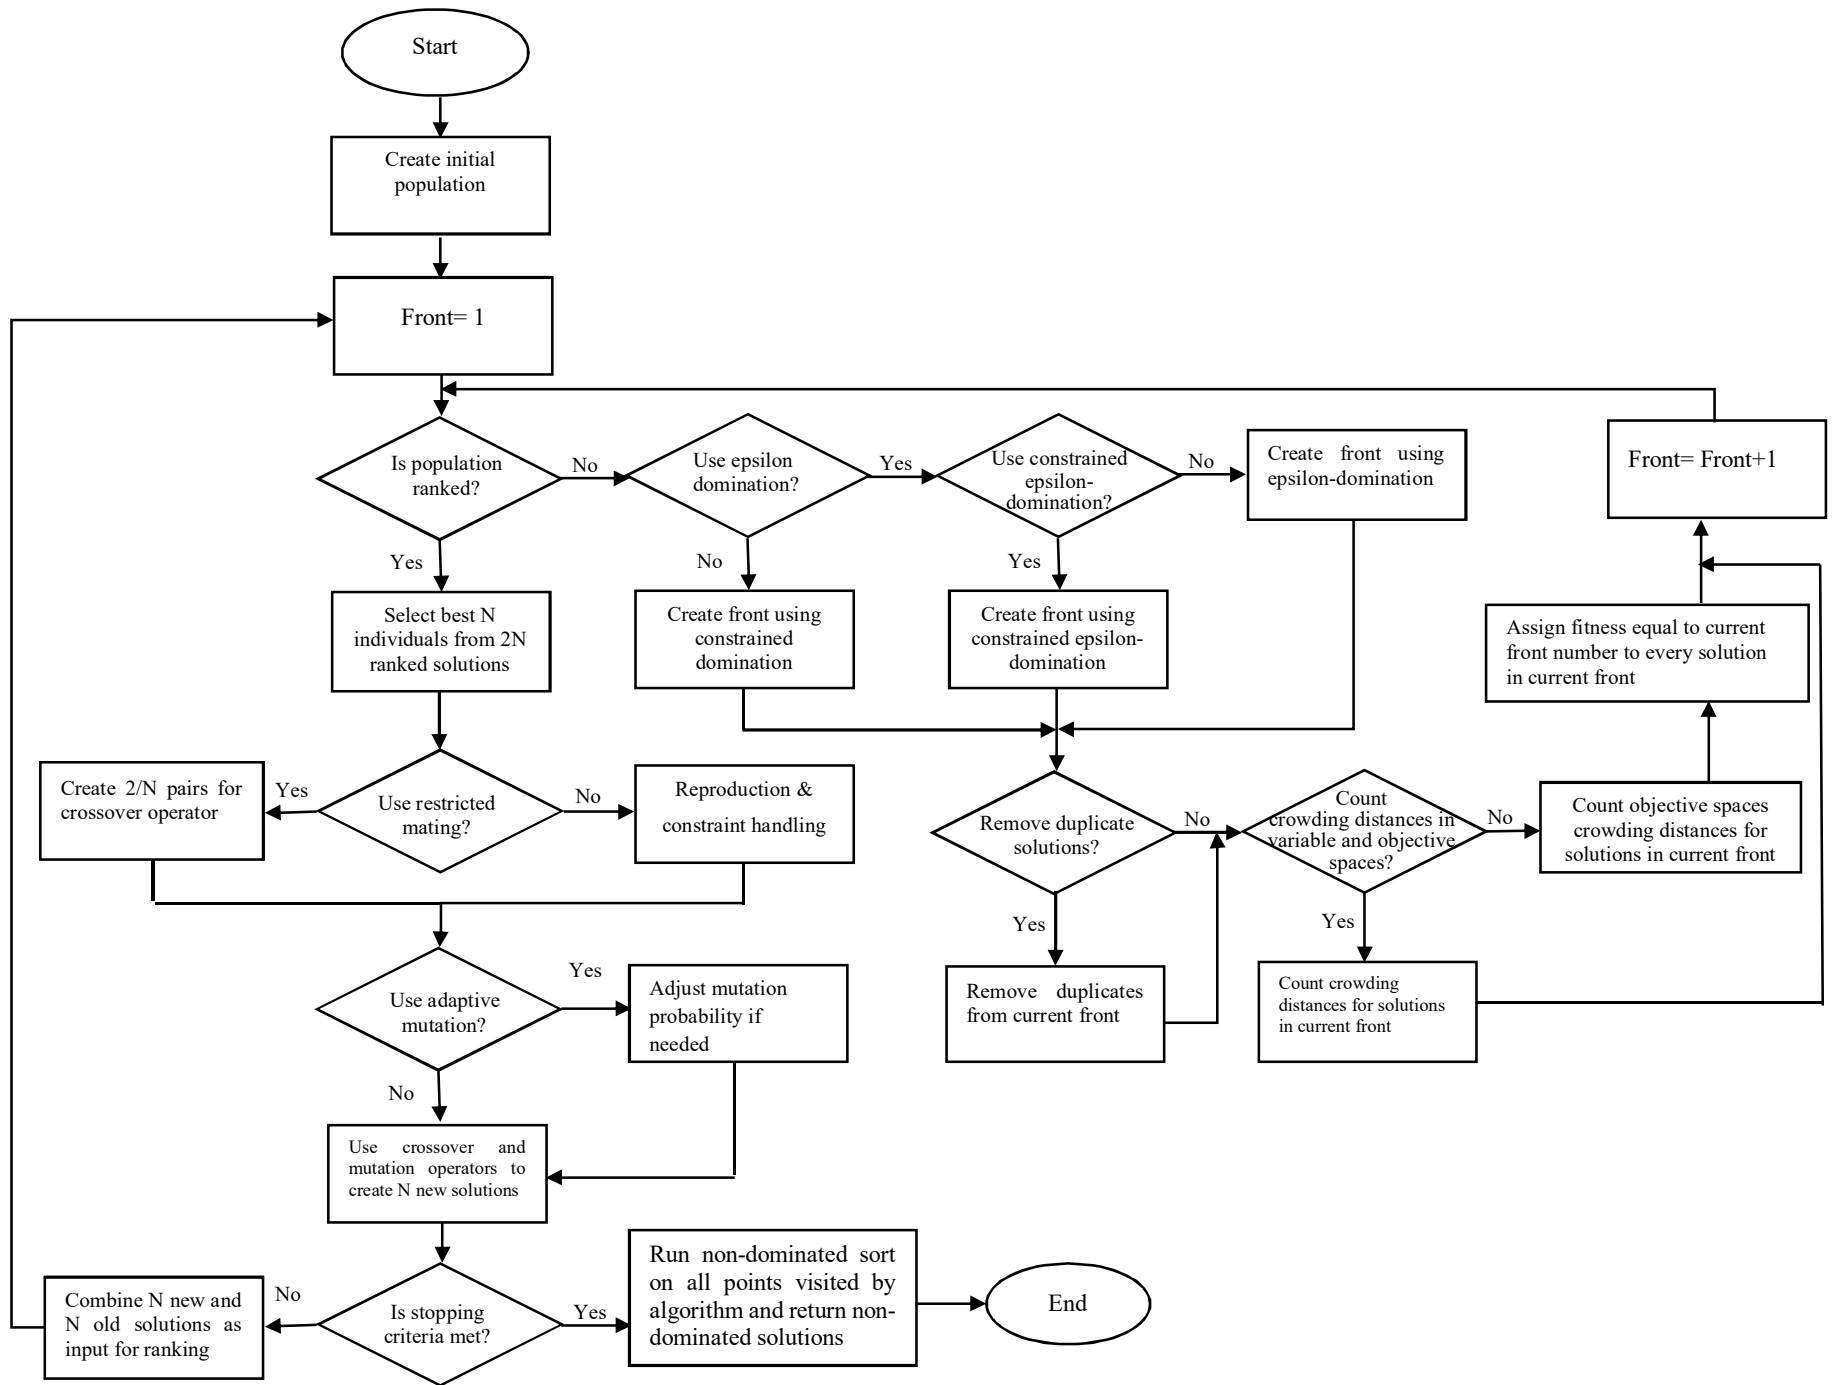 Start
Create initial
population
Front= 1
Is population
ranked?
No
Use epsilon
domination?
Yes
Use constrained
epsilon-
domination?
No
Create front using
epsilon-domination
Front= Front+1
Yes
No
Yes
Select best N
individuals from 2N
ranked solutions
Create front using
constrained
domination
Create front using
constrained epsilon-
domination
Assign fitness equal to current
front number to every solution
in current front
Create 2/N pairs for
crossover operator
Yes
Use restricted
mating?
No
Reproduction &
constraint handling
Remove duplicate
solutions?
No
Count
crowding distances in
variable and objective
spaces?
No
Count objective spaces
crowding distances for
solutions in current front
Yes
Yes
Use adaptive
mutation?
Yes
Adjust mutation
probability if
needed
Remove duplicates
from current front
Count crowding
distances for solutions
in current front
No
Use crossover and
mutation operators to
create N new solutions
Combine N new and
N old solutions as
input for ranking
No
Is stopping
criteria met?
Yes
Run non-dominated sort
on all points visited by
algorithm and return non-
dominated solutions
End